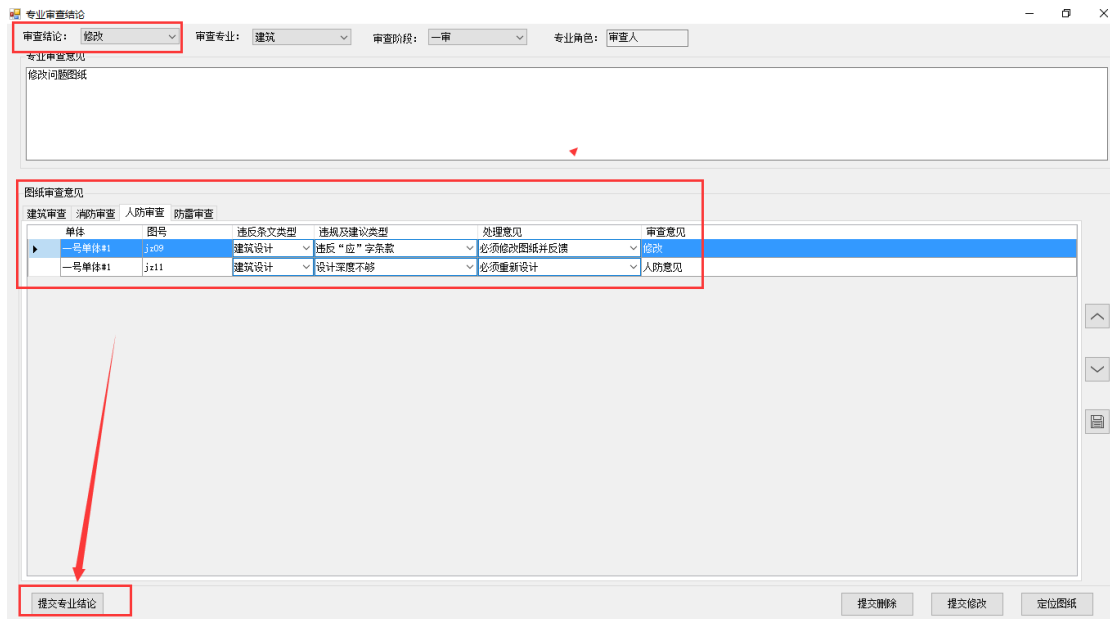 专业审查结论
审查结论: 修改 审查专业: 建筑 审查阶段: 一审 专业角色: 审查人
专业审查意见
修改问题图纸
图纸审查意见
建筑审查 消防审查 人防审查 防雷审查
单体 图号 违反条文类型 违规及建议类型 处理意见 审查意见
一号单体#1 jz09 建筑设计 违反“应”字条款 必须修改图纸并反馈 修改
一号单体#1 jz11 建筑设计 设计深度不够 必须重新设计 人防意见
提交专业结论 提交删除 提交修改 定位图纸